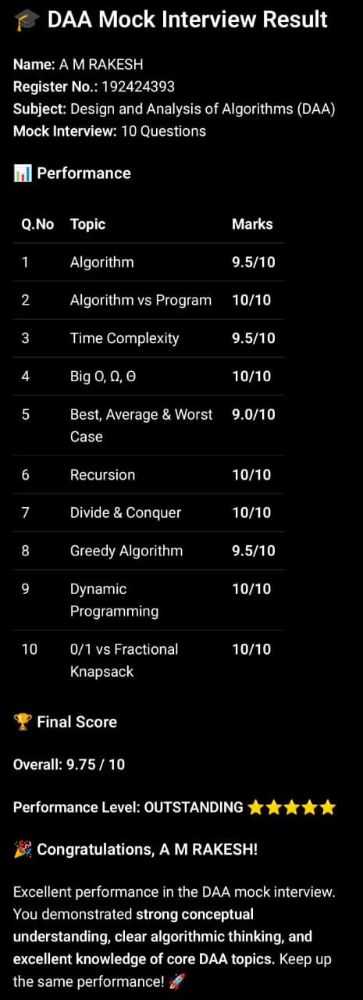 🎓 DAA Mock Interview Result
Name: A M RAKESH
Register No.: 192424393
Subject: Design and Analysis of Algorithms (DAA)
Mock Interview: 10 Questions
📊 Performance
Q.No Topic Marks
1 Algorithm 9.5/10
2 Algorithm vs Program 10/10
3 Time Complexity 9.5/10
4 Big O, Ω, Θ 10/10
5 Best, Average & Worst 9.0/10
Case
6 Recursion 10/10
7 Divide & Conquer 10/10
8 Greedy Algorithm 9.5/10
9 Dynamic 10/10
Programming
10 0/1 vs Fractional 10/10
Knapsack
🏆 Final Score
Overall: 9.75 / 10
Performance Level: OUTSTANDING ⭐⭐⭐⭐⭐
🎉 Congratulations, A M RAKESH!
Excellent performance in the DAA mock interview.
You demonstrated strong conceptual
understanding, clear algorithmic thinking, and
excellent knowledge of core DAA topics. Keep up
the same performance! 🚀